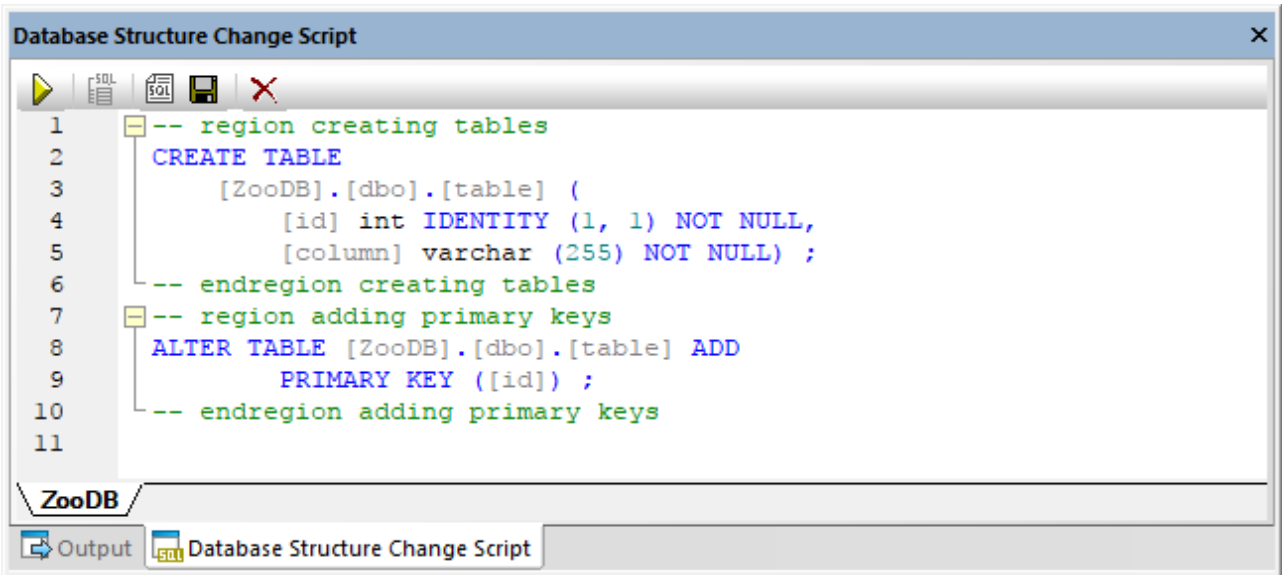 Database Structure Change Script
SQL
SQL
1 -- region creating tables
2 CREATE TABLE
3 [ZooDB].[dbo].[table] (
4 [id] int IDENTITY (1, 1) NOT NULL,
5 [column] varchar (255) NOT NULL) ;
6 -- endregion creating tables
7 -- region adding primary keys
8 ALTER TABLE [ZooDB].[dbo].[table] ADD
9 PRIMARY KEY ([id]) ;
10 -- endregion adding primary keys
11
ZooDB
Output SQL Database Structure Change Script